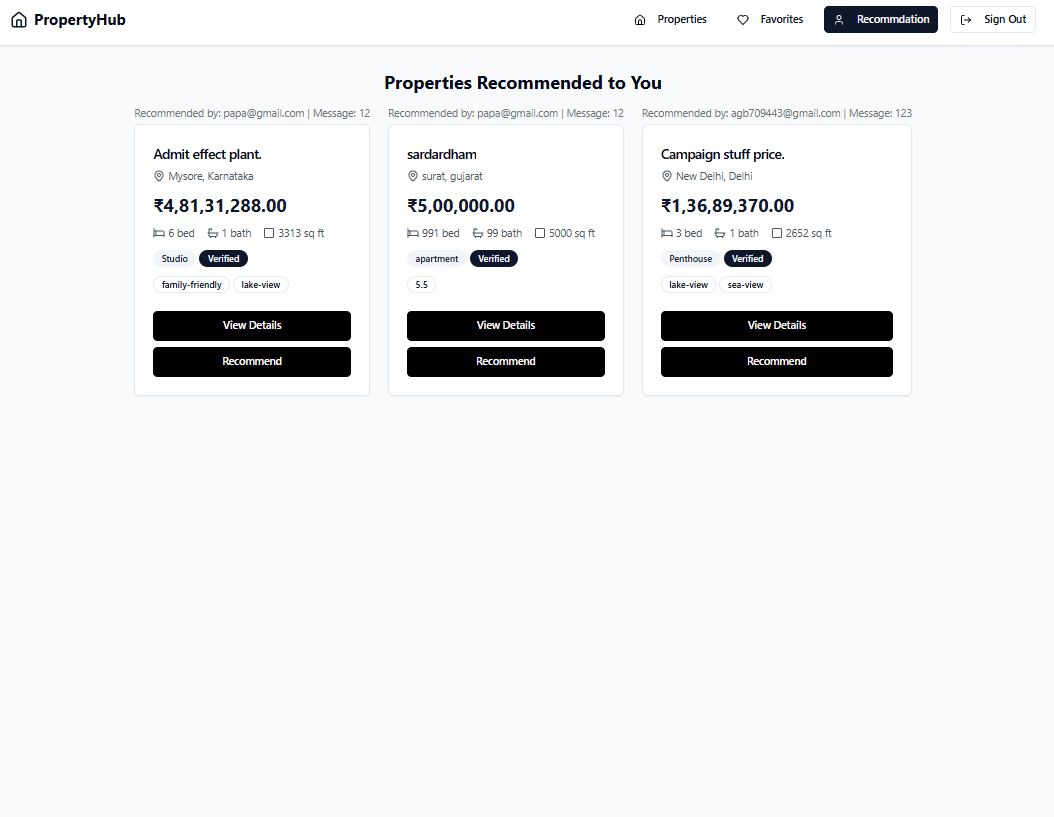 PropertyHub
Properties
Favorites
Recommdation
Sign Out
Properties Recommended to You
Recommended by: papa@gmail.com | Message: 12
Admit effect plant.
Mysore, Karnataka
₹4,81,31,288.00
6 bed 1 bath 3313 sq ft
Studio Verified
family-friendly lake-view
View Details
Recommend
Recommended by: papa@gmail.com | Message: 12
sardardham
surat, gujarat
₹5,00,000.00
991 bed 99 bath 5000 sq ft
apartment Verified
5.5
View Details
Recommend
Recommended by: agb709443@gmail.com | Message: 123
Campaign stuff price.
New Delhi, Delhi
₹1,36,89,370.00
3 bed 1 bath 2652 sq ft
Penthouse Verified
lake-view sea-view
View Details
Recommend